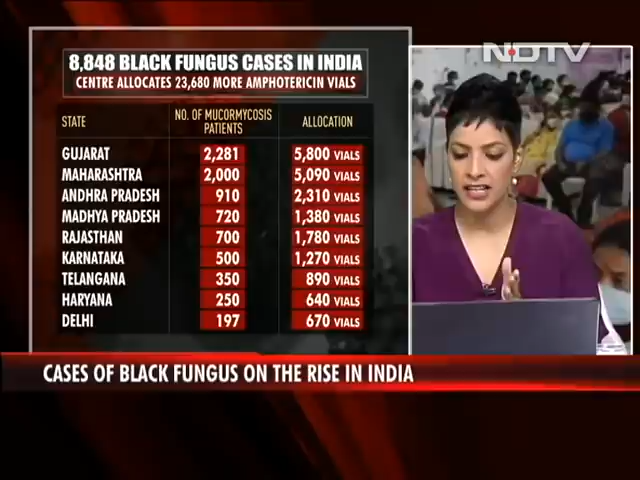 8,848 BLACK FUNGUS CASES IN INDIA
CENTRE ALLOCATES 23,680 MORE AMPHOTERICIN VIALS
STATE NO. OF MUCORMYCOSIS PATIENTS ALLOCATION
GUJARAT 2,281 5,800 VIALS
MAHARASHTRA 2,000 5,090 VIALS
ANDHRA PRADESH 910 2,310 VIALS
MADHYA PRADESH 720 1,380 VIALS
RAJASTHAN 700 1,780 VIALS
KARNATAKA 500 1,270 VIALS
TELANGANA 350 890 VIALS
HARYANA 250 640 VIALS
DELHI 197 670 VIALS
NDTV
CASES OF BLACK FUNGUS ON THE RISE IN INDIA